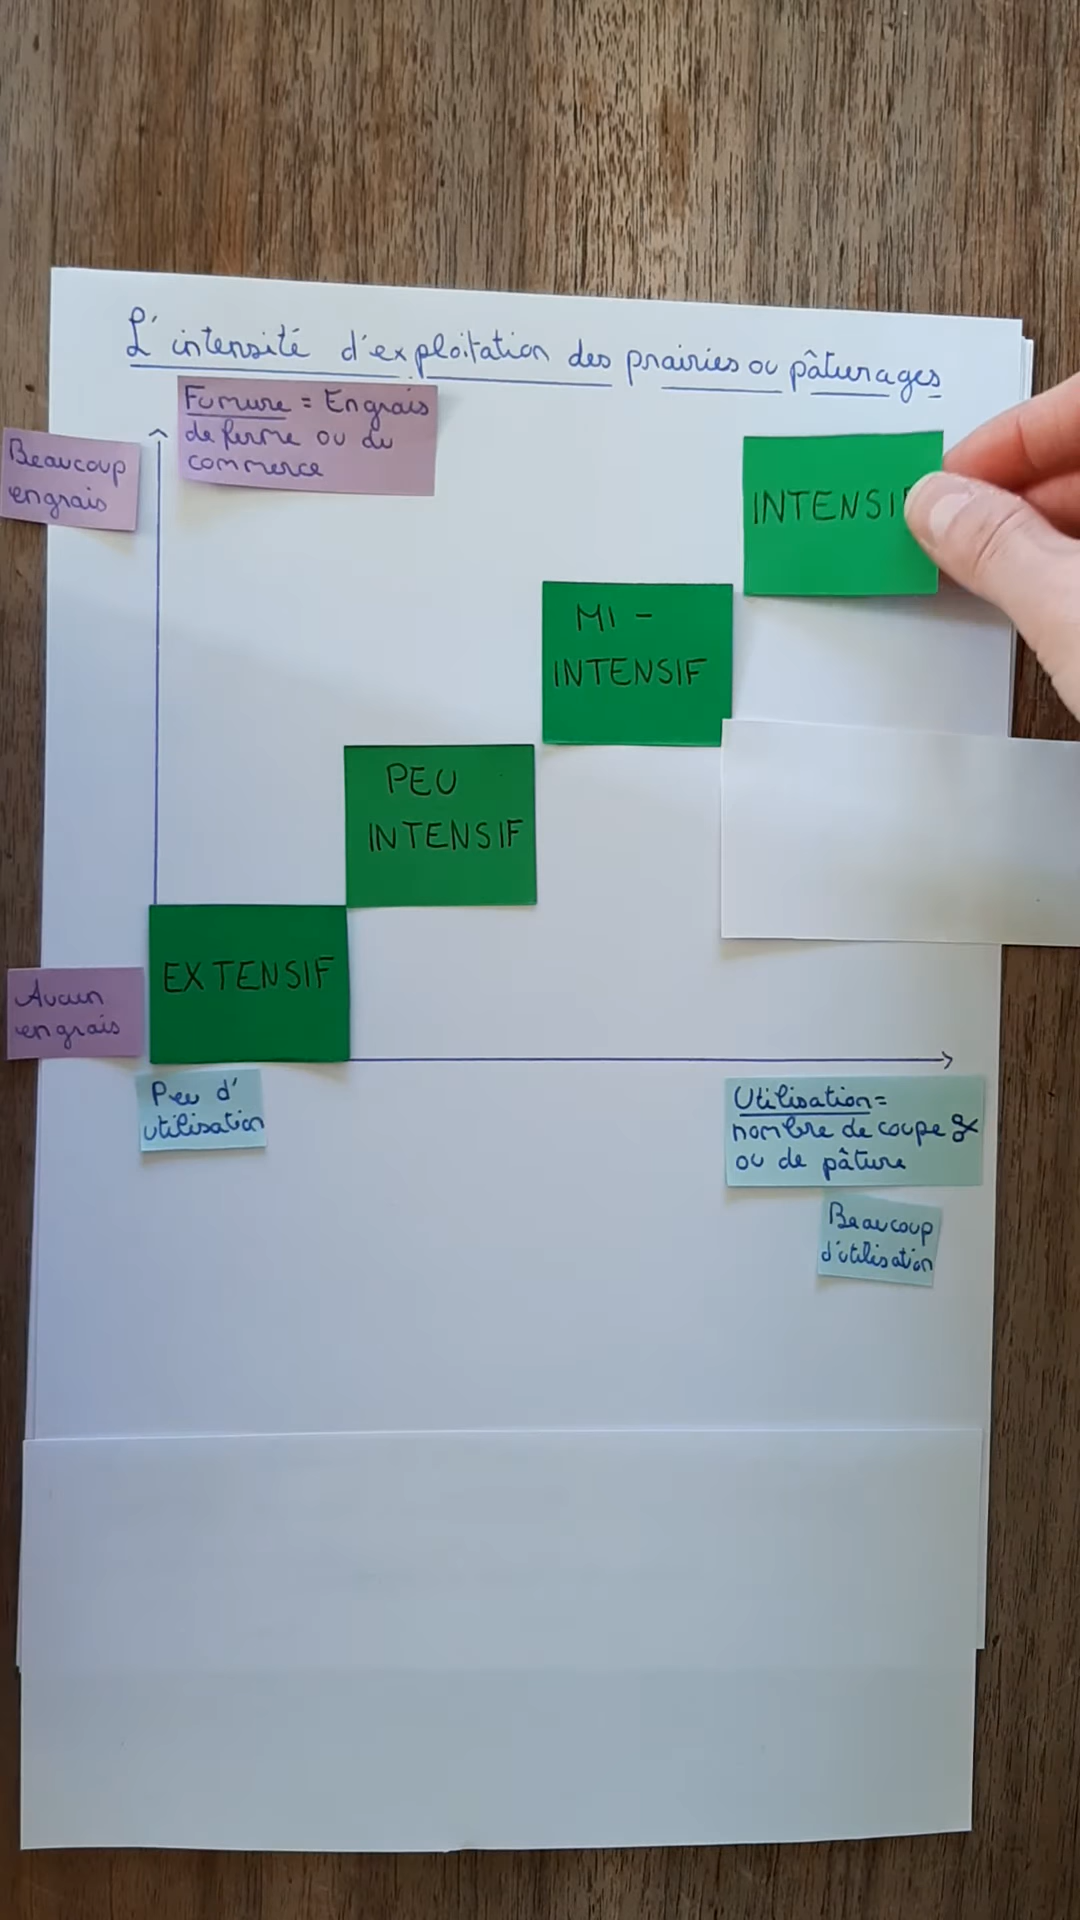 L'intensité d'exploitation des prairies ou pâturages
Fumure = Engrais
de ferme ou du
commerce
Beaucoup
engrais
INTENSIF
MI -
INTENSIF
PEU
INTENSIF
EXTENSIF
Aucun
engrais
Peu d'
utilisation
Utilisation =
nombre de coupe
ou de pâture
Beaucoup
d'utilisation